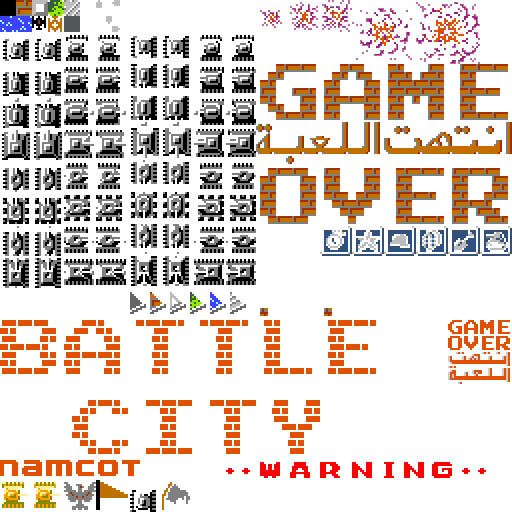 GAME
انتهت اللعبة
OVER
BATTLE
GAME
OVER
انتهت
اللعبة
CITY
namcot
··WARNING··